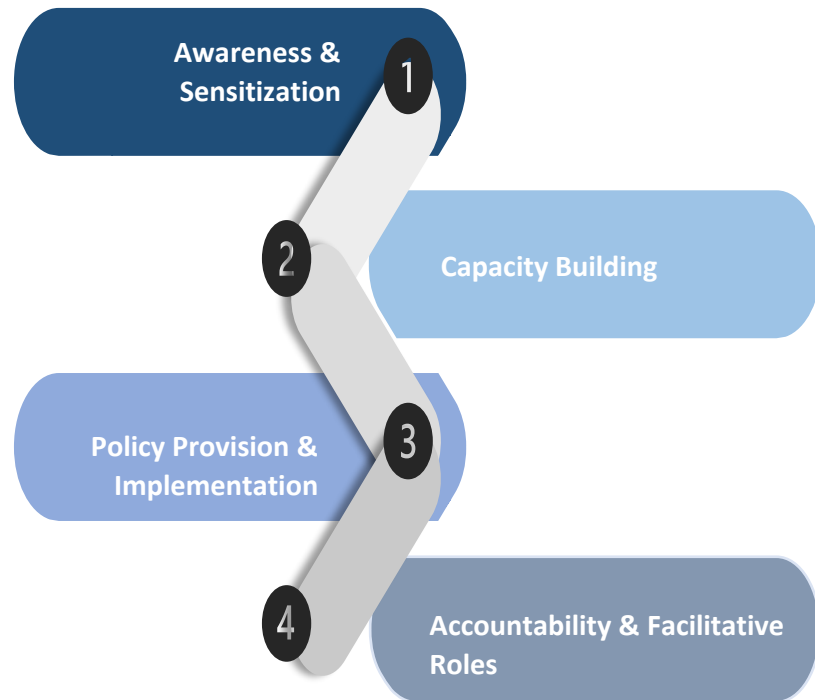 Awareness &
Sensitization
1
2
Capacity Building
Policy Provision &
Implementation
3
4
Accountability & Facilitative
Roles